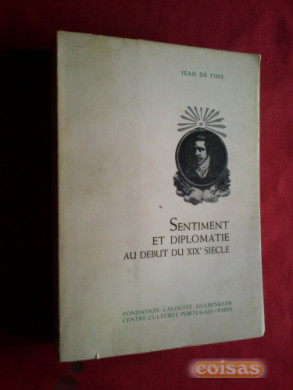 JEAN DE PINS
SENTIMENT
ET DIPLOMATIE
AU DEBUT DU XIXe SIECLE
FONDATION CALOUSTE GULBENKIAN
CENTRE CULTUREL PORTUGAIS - PARIS
coisas